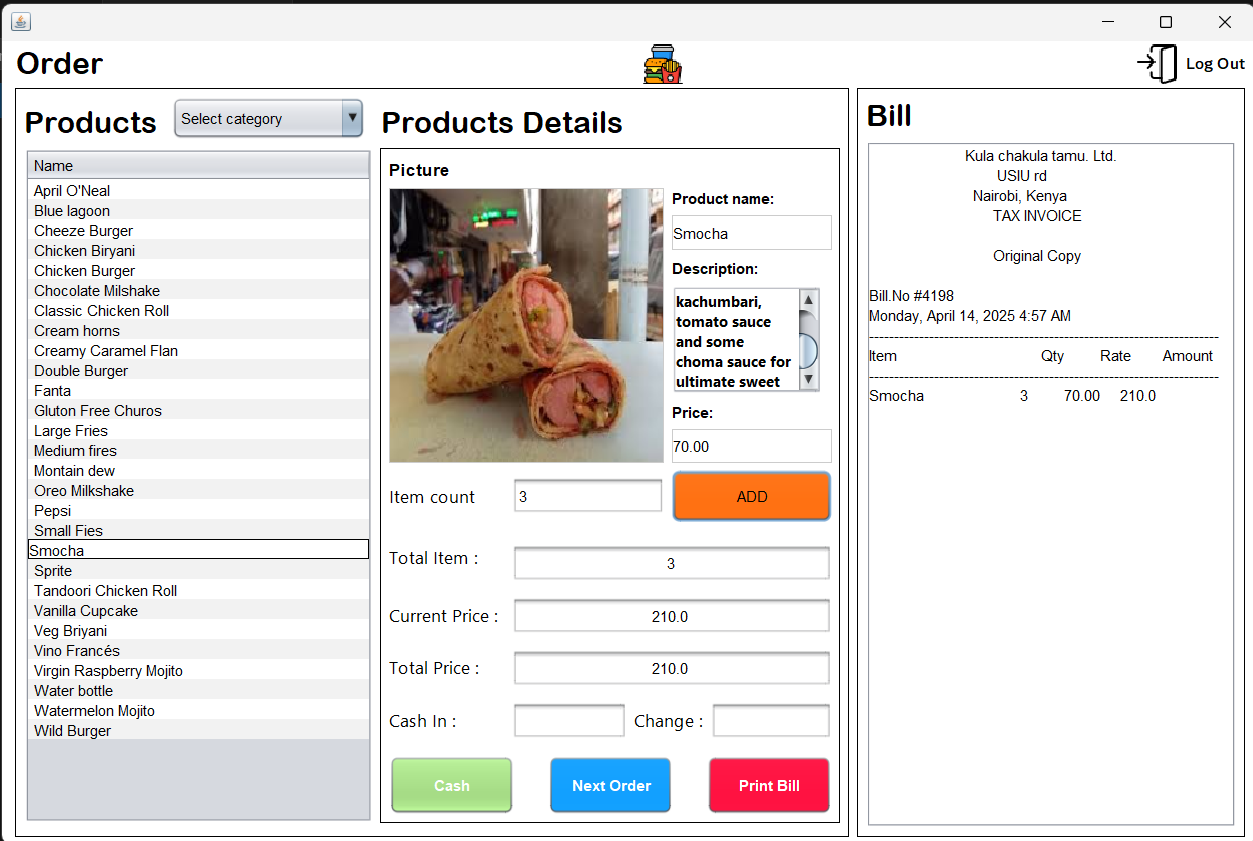 Order
Log Out
Products
Select category
Name
April O'Neal
Blue lagoon
Cheeze Burger
Chicken Biryani
Chicken Burger
Chocolate Milshake
Classic Chicken Roll
Cream horns
Creamy Caramel Flan
Double Burger
Fanta
Gluton Free Churos
Large Fries
Medium fires
Montain dew
Oreo Milkshake
Pepsi
Small Fies
Smocha
Sprite
Tandoori Chicken Roll
Vanilla Cupcake
Veg Briyani
Vino Francés
Virgin Raspberry Mojito
Water bottle
Watermelon Mojito
Wild Burger
Products Details
Picture
Product name:
Smocha
Description:
kachumbari,
tomato sauce
and some
choma sauce for
ultimate sweet
Price:
70.00
Item count 3 ADD
Total Item : 3
Current Price : 210.0
Total Price : 210.0
Cash In : Change :
Cash Next Order Print Bill
Bill
Kula chakula tamu. Ltd.
USIU rd
Nairobi, Kenya
TAX INVOICE
Original Copy
Bill.No #4198
Monday, April 14, 2025 4:57 AM
Item Qty Rate Amount
Smocha 3 70.00 210.0